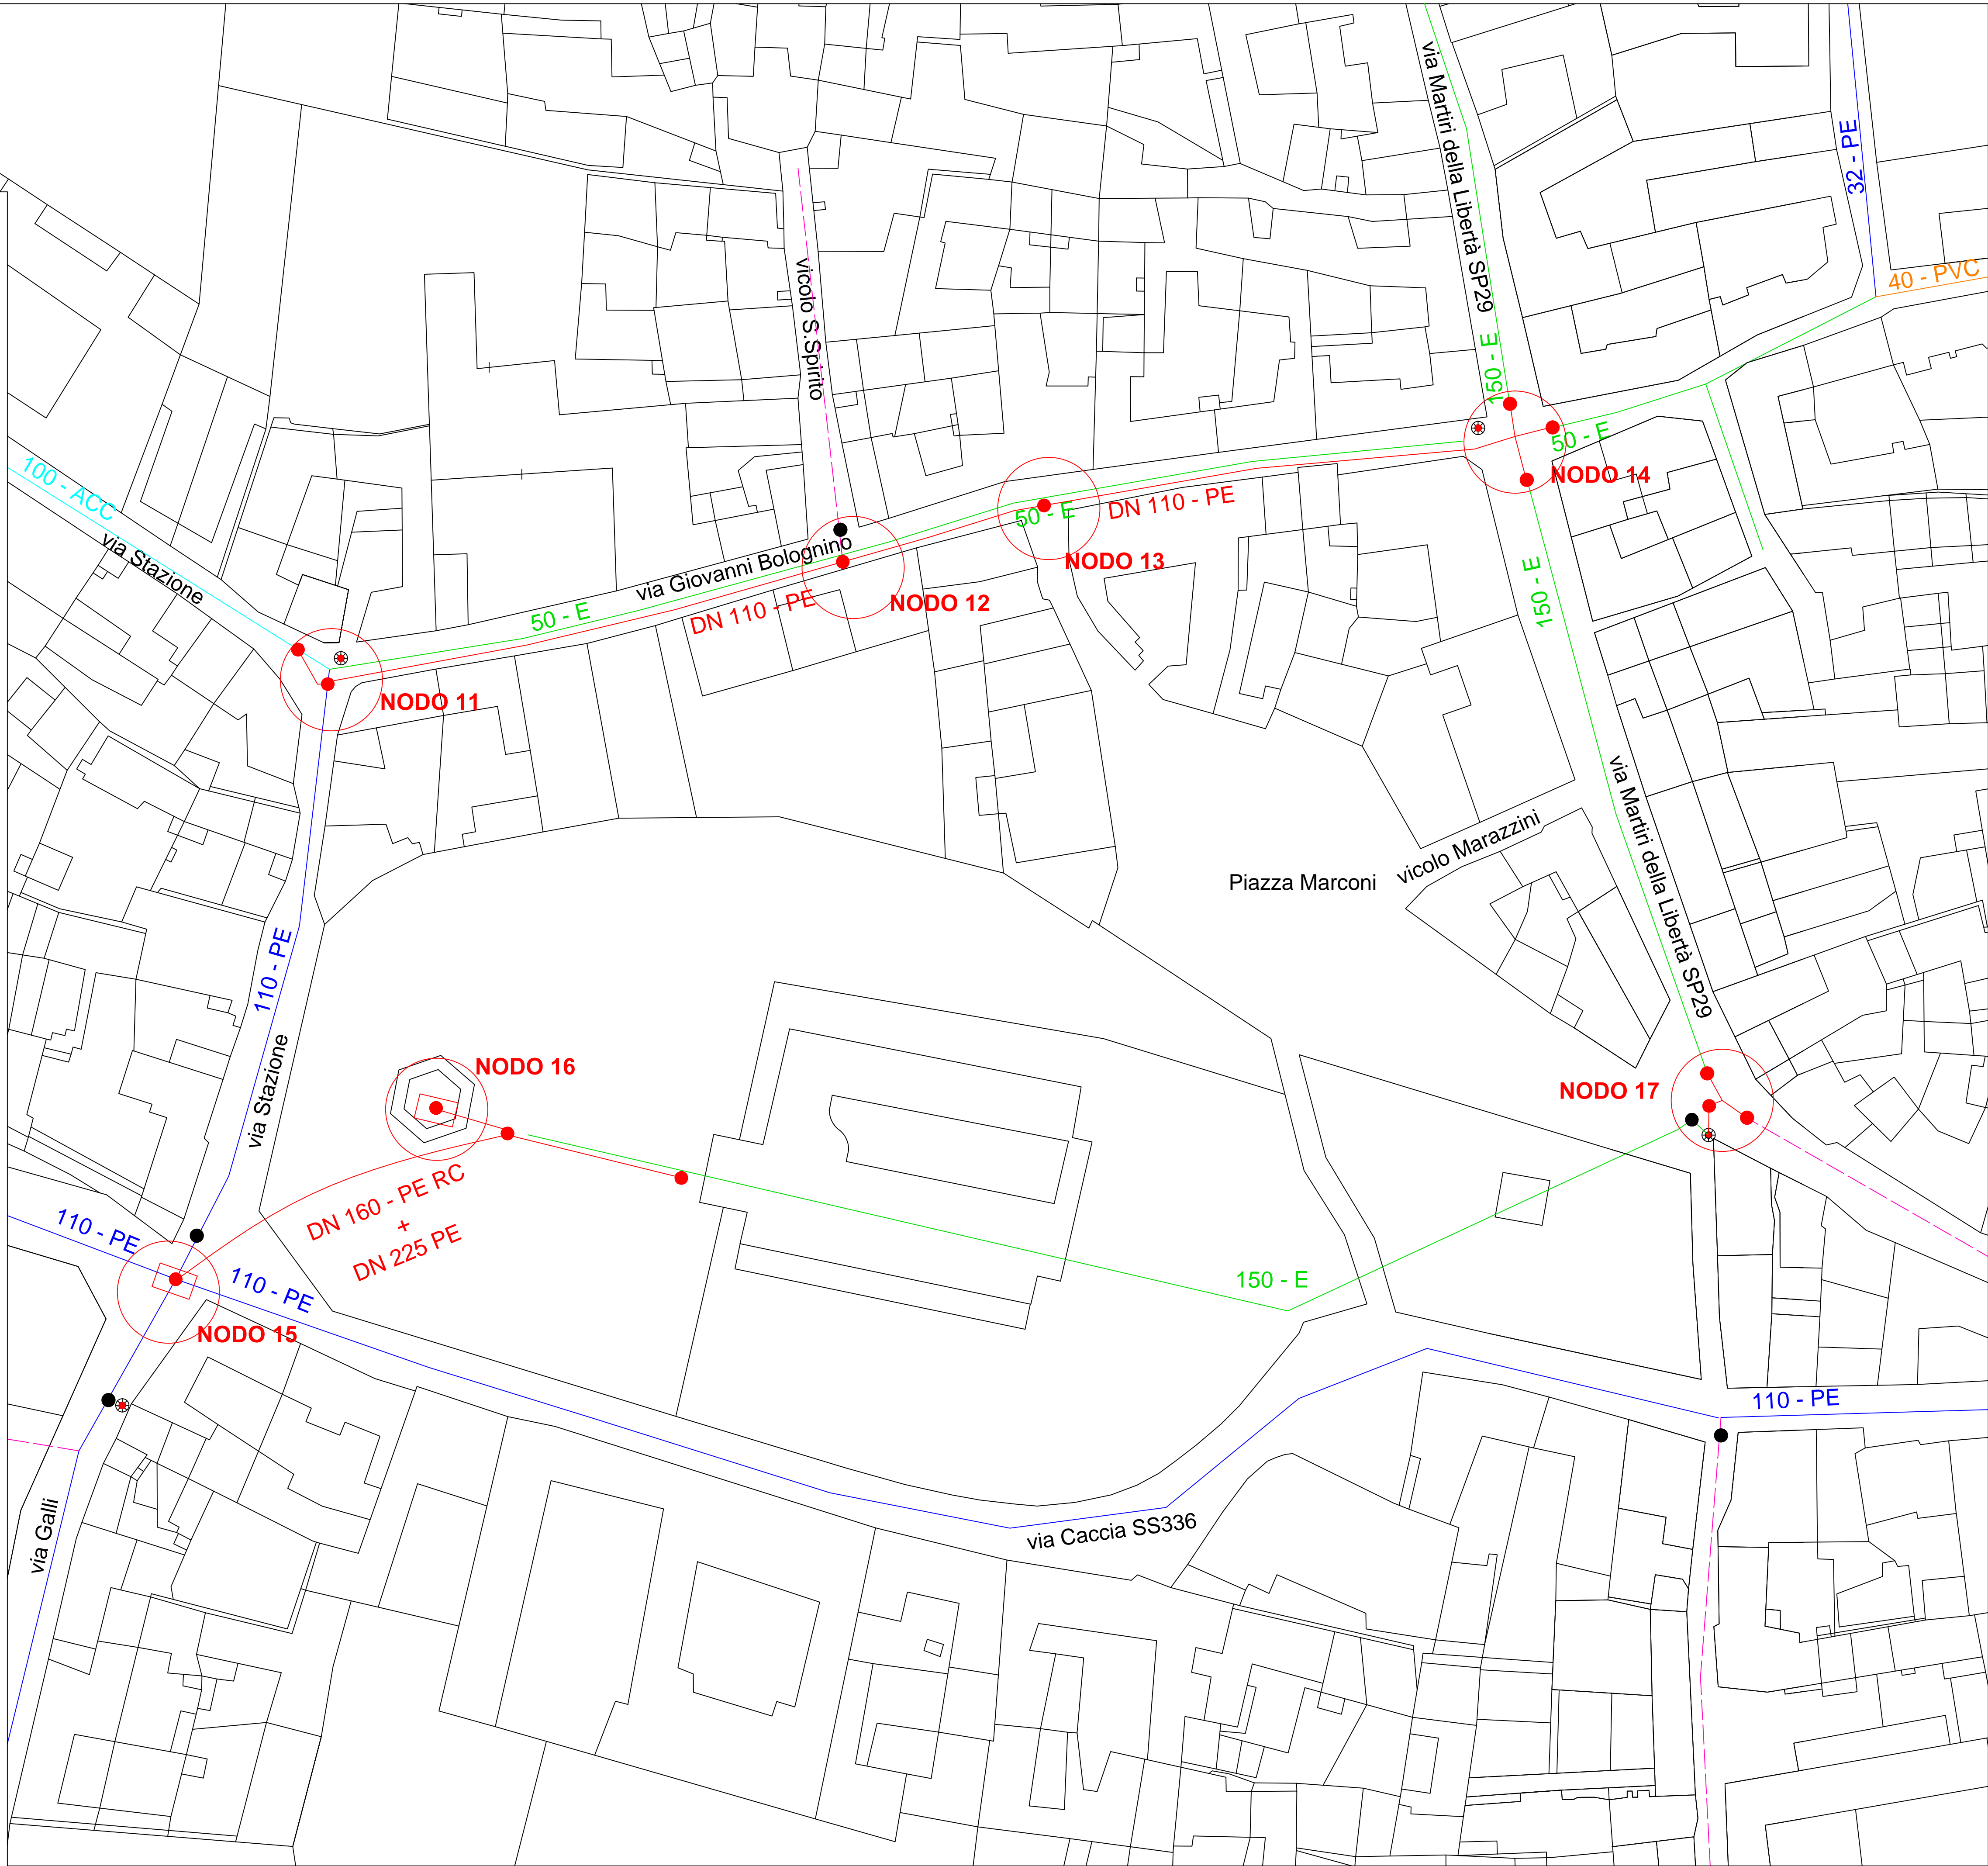 via Martiri della Libertà SP29
32 - PE
40 - PVC
vicolo S.Spirito
150 - E
50 - E
NODO 14
100 - ACC
via Stazione
50 - E
DN 110 - PE
NODO 13
via Giovanni Bolognino
50 - E
DN 110 - PE
NODO 12
150 - E
NODO 11
via Martiri della Libertà SP29
vicolo Marazzini
Piazza Marconi
110 - PE
via Stazione
NODO 16
NODO 17
DN 160 - PE RC
+
DN 225 PE
110 - PE
110 - PE
150 - E
NODO 15
110 - PE
via Galli
via Caccia SS336